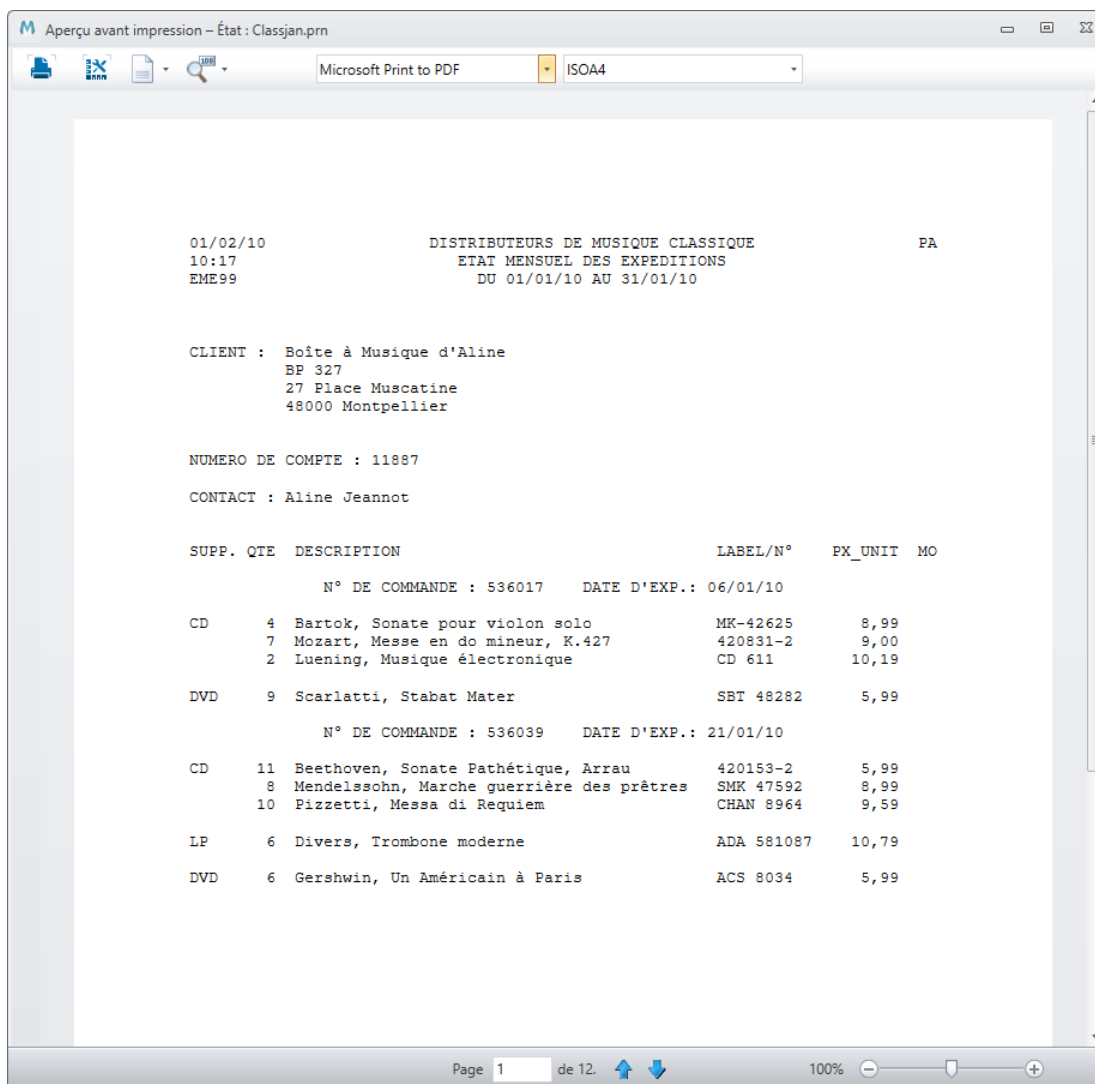 M Aperçu avant impression – État : Classjan.prn
100 Microsoft Print to PDF ISOA4
01/02/10 DISTRIBUTEURS DE MUSIQUE CLASSIQUE PA
10:17 ETAT MENSUEL DES EXPEDITIONS
EME99 DU 01/01/10 AU 31/01/10
CLIENT : Boîte à Musique d'Aline
BP 327
27 Place Muscatine
48000 Montpellier
NUMERO DE COMPTE : 11887
CONTACT : Aline Jeannot
SUPP. QTE DESCRIPTION LABEL/N° PX_UNIT MO
N° DE COMMANDE : 536017 DATE D'EXP.: 06/01/10
CD 4 Bartok, Sonate pour violon solo MK-42625 8,99
7 Mozart, Messe en do mineur, K.427 420831-2 9,00
2 Luening, Musique électronique CD 611 10,19
DVD 9 Scarlatti, Stabat Mater SBT 48282 5,99
N° DE COMMANDE : 536039 DATE D'EXP.: 21/01/10
CD 11 Beethoven, Sonate Pathétique, Arrau 420153-2 5,99
8 Mendelssohn, Marche guerrière des prêtres SMK 47592 8,99
10 Pizzetti, Messa di Requiem CHAN 8964 9,59
LP 6 Divers, Trombone moderne ADA 581087 10,79
DVD 6 Gershwin, Un Américain à Paris ACS 8034 5,99
Page 1 de 12. 100%